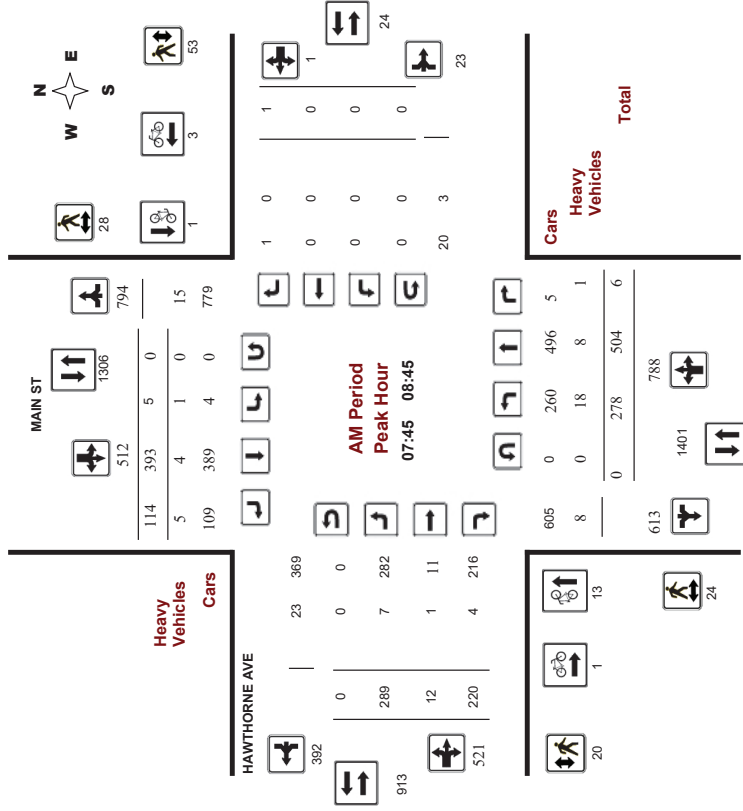 N
W E
S
28
53
1
3
MAIN ST
1306
512
794
114 393 5 0
5 4 1 0 15
109 389 4 0 779
Heavy
Vehicles
Cars
HAWTHORNE AVE
392
23 369
0 0 0
289 7 282
12 1 11
220 4 216
913
521
AM Period
Peak Hour
07:45 08:45
1
24
23
1 0 1
0 0 0
0 0 0
0 0 0
20 3
Cars
Heavy
Vehicles
Total
605 0 260 496 5
8 0 18 8 1
0 278 504 6
613
788
1401
20
1
13
24